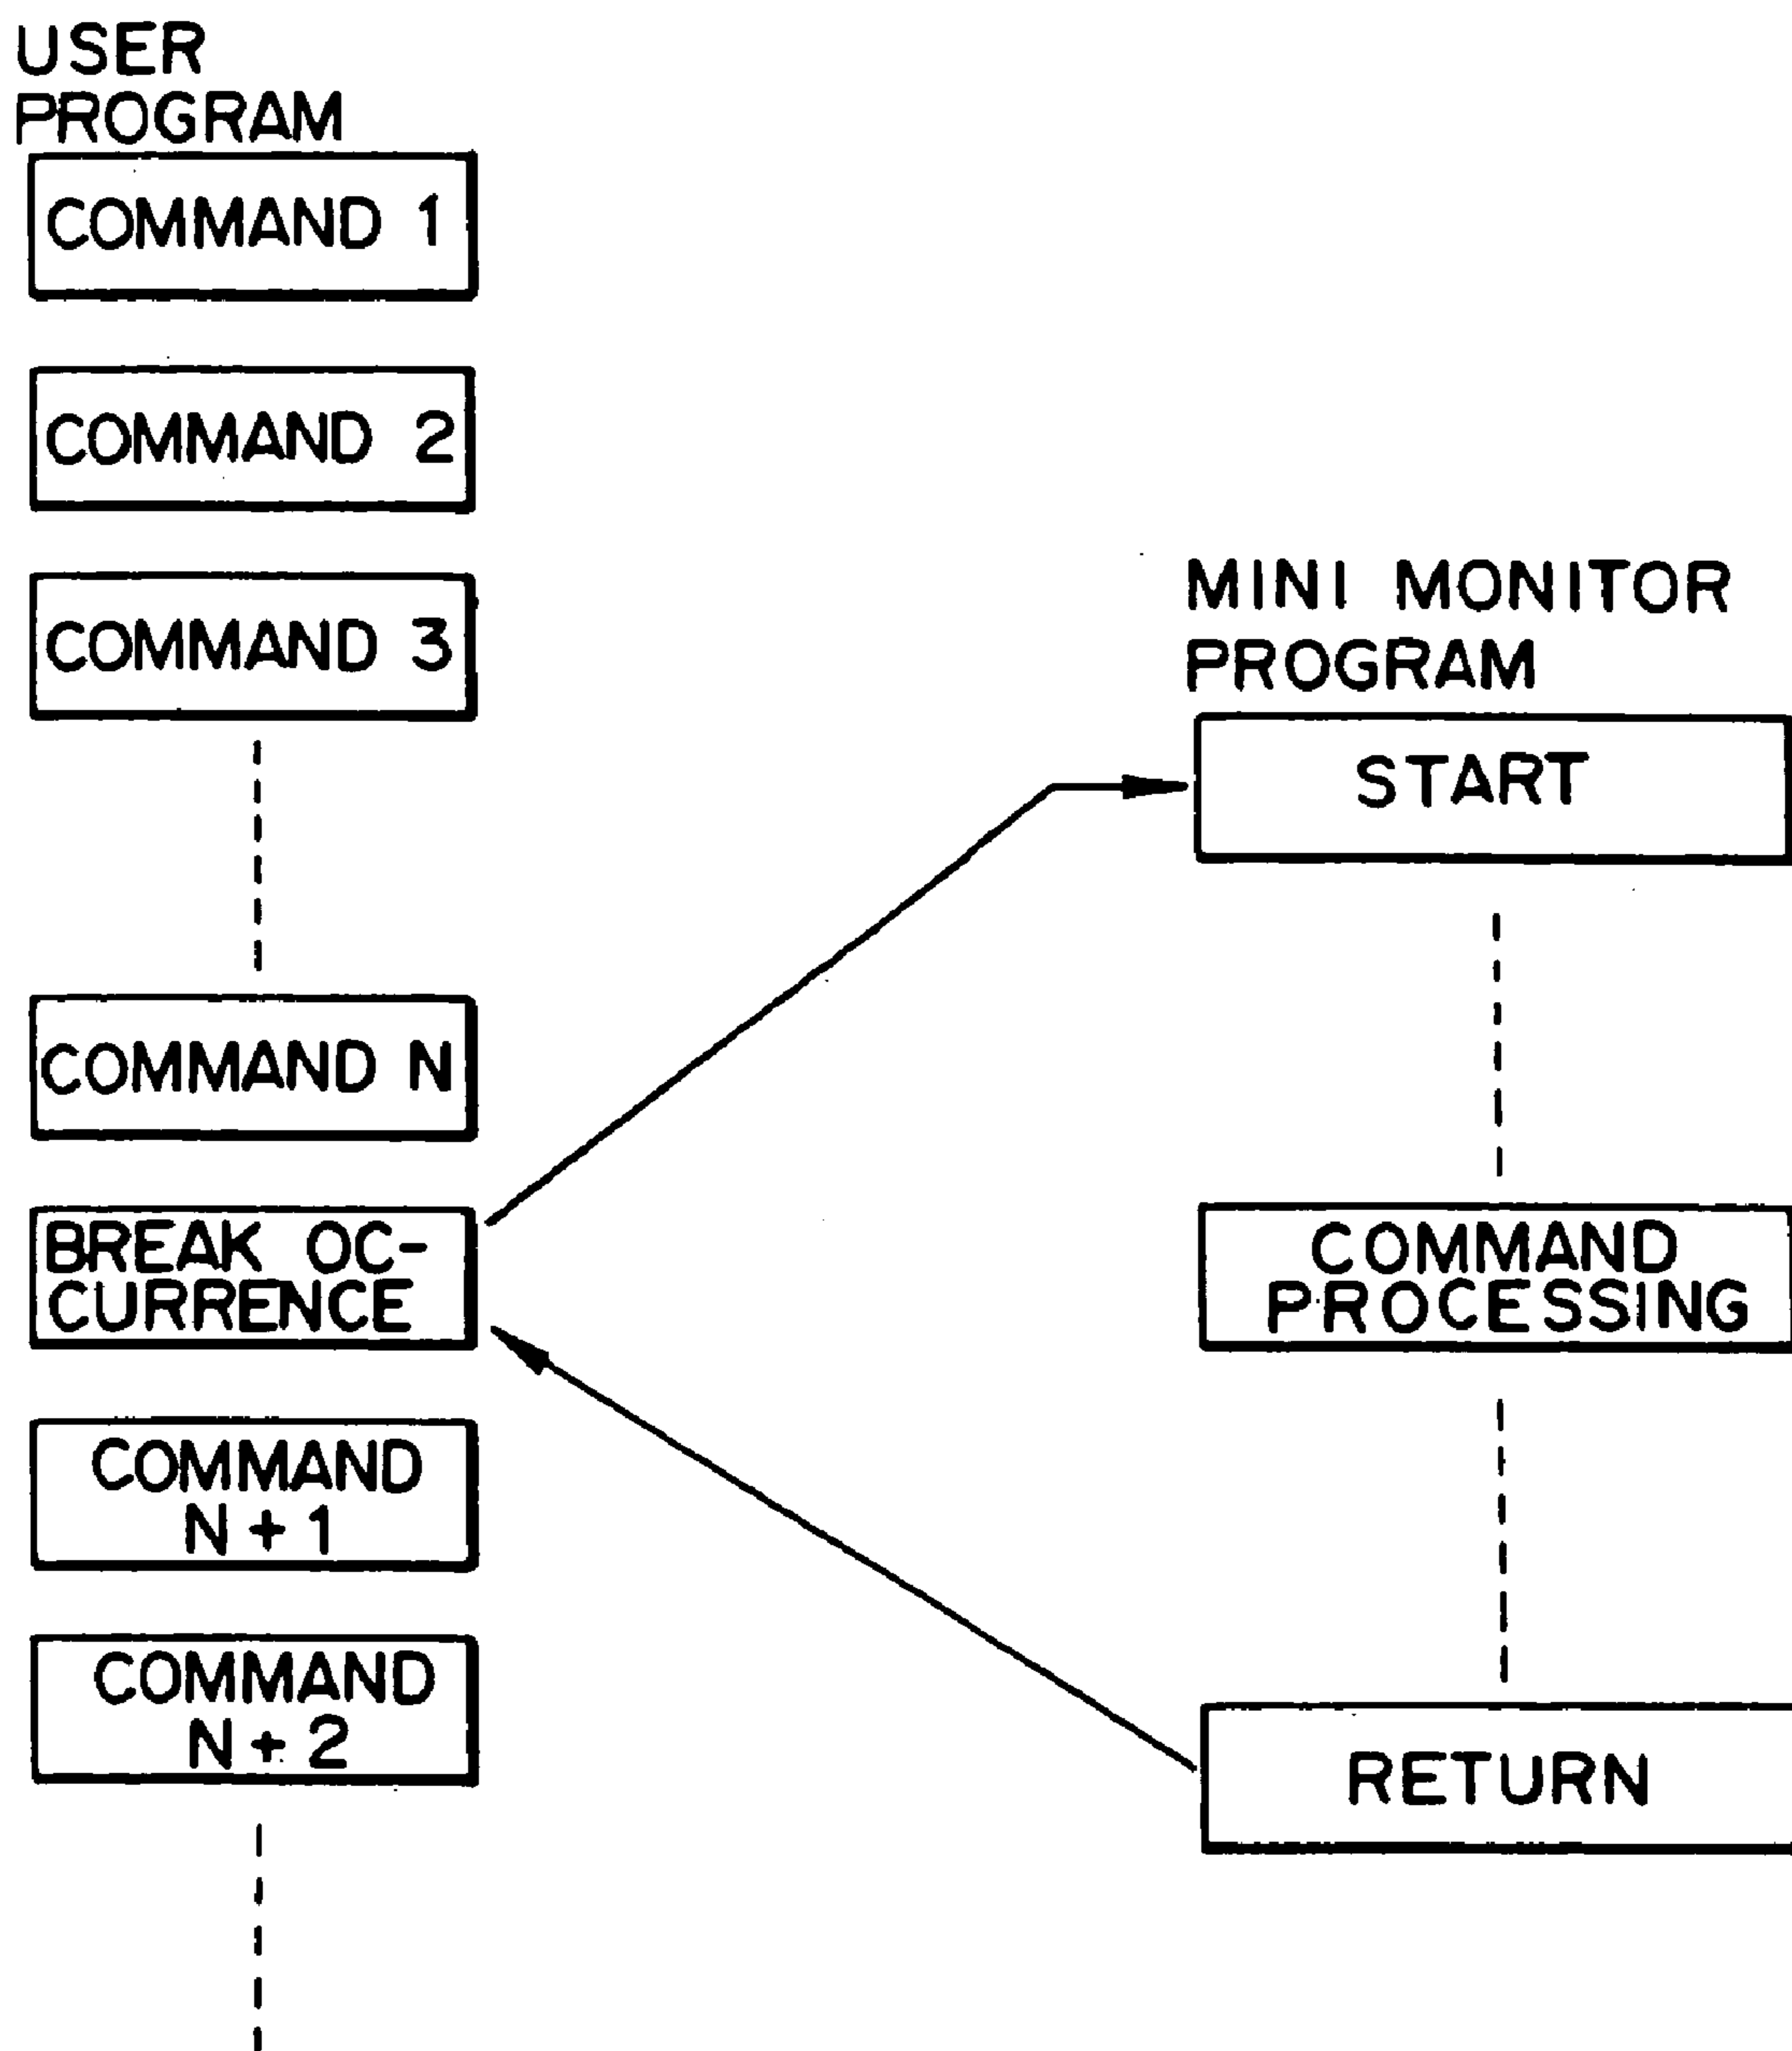 USER
PROGRAM
COMMAND 1
COMMAND 2
COMMAND 3
COMMAND N
BREAK OC-
CURRENCE
COMMAND
N+1
COMMAND
N+2
MINI MONITOR
PROGRAM
START
COMMAND
PROCESSING
RETURN